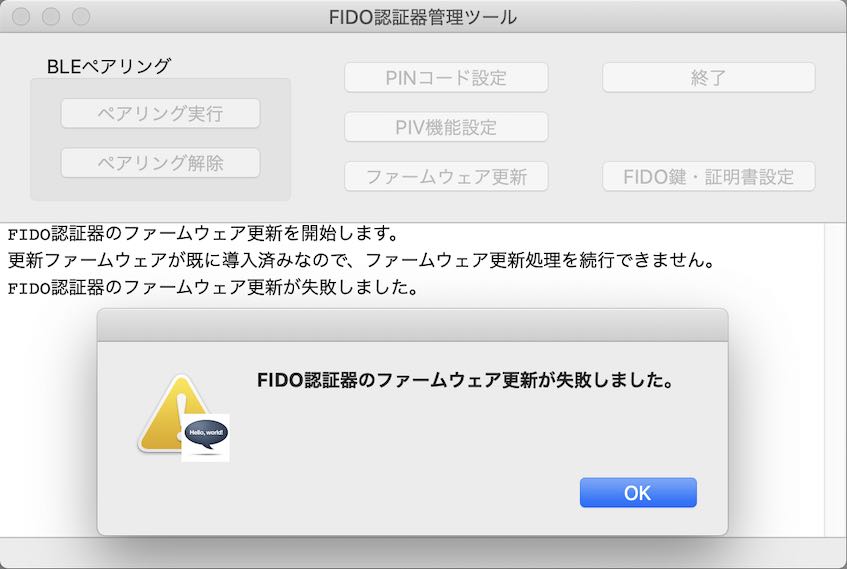 FIDO認証器管理ツール
BLEペアリング
ペアリング実行
ペアリング解除
PINコード設定
PIV機能設定
ファームウェア更新
終了
FIDO鍵・証明書設定
FIDO認証器のファームウェア更新を開始します。
更新ファームウェアが既に導入済みなので、ファームウェア更新処理を続行できません。
FIDO認証器のファームウェア更新が失敗しました。
FIDO認証器のファームウェア更新が失敗しました。
Hello, world!
OK